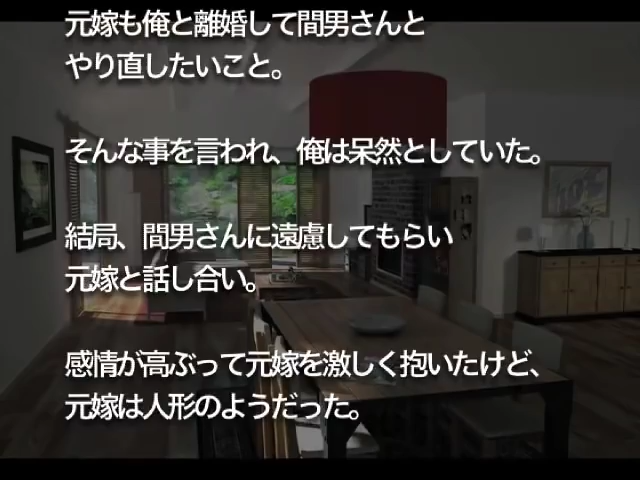 元嫁も俺と離婚して間男さんと
やり直したいこと。
そんな事を言われ、俺は呆然としていた。
結局、間男さんに遠慮してもらい
元嫁と話し合い。
感情が高ぶって元嫁を激しく抱いたけど、
元嫁は人形のようだった。